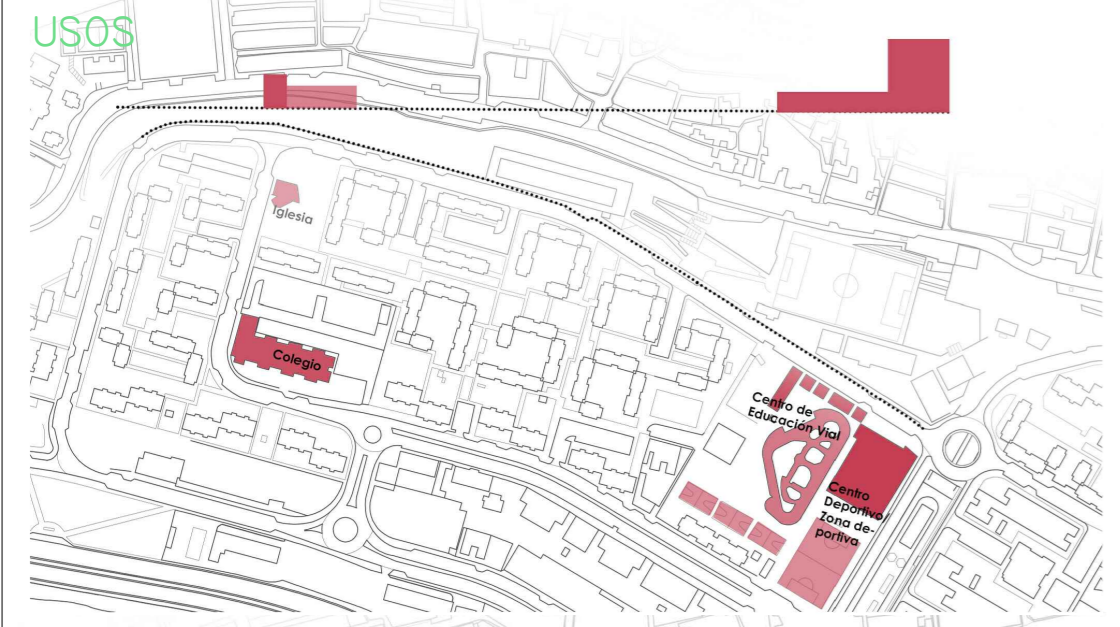 USOS
Iglesia
Colegio
Centro de
Educación Vial
Centro
Deportivo/
Zona de-
portiva